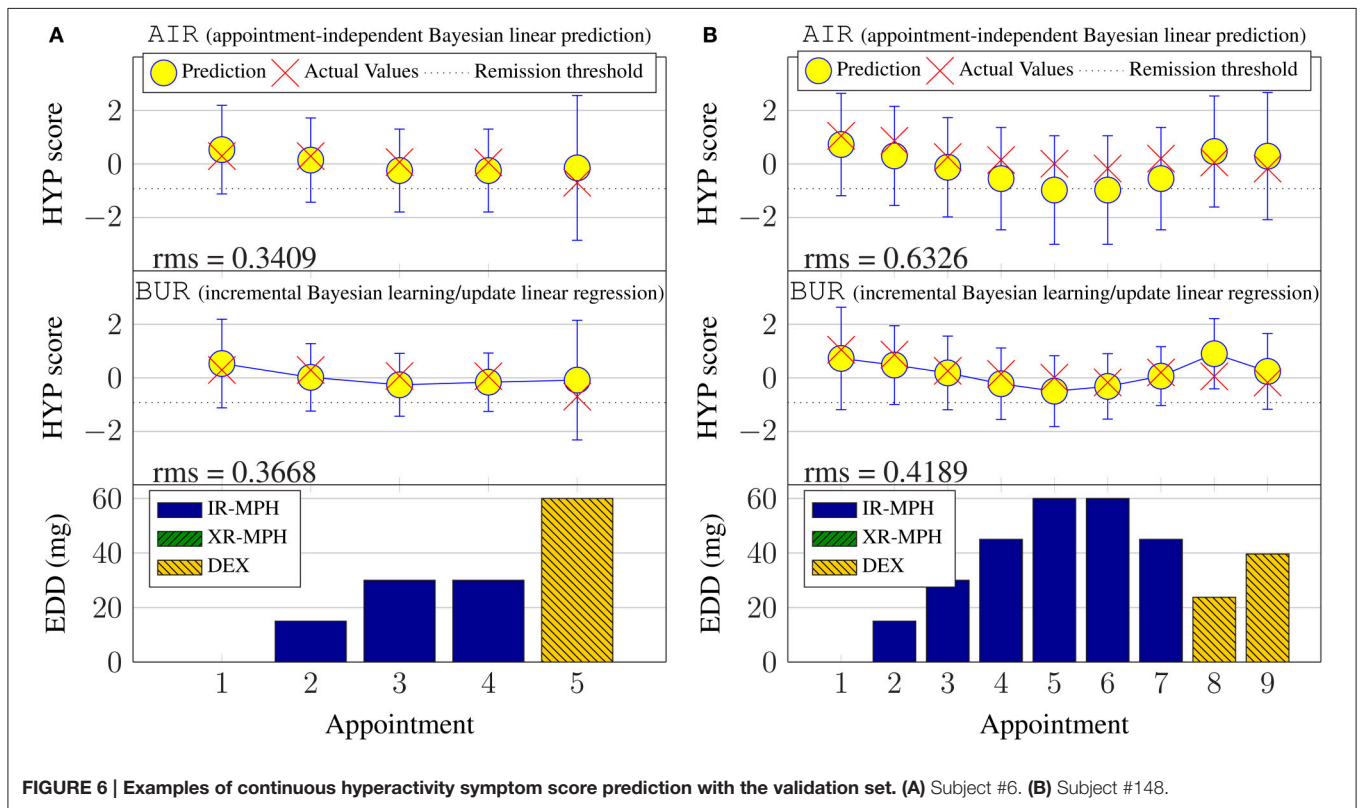 A AIR (appointment-independent Bayesian linear prediction)
Prediction Actual Values Remission threshold
HYP score
2
0
−2
rms = 0.3409
BUR (incremental Bayesian learning/update linear regression)
HYP score
2
0
−2
rms = 0.3668
EDD (mg)
60
40
20
0
IR-MPH
XR-MPH
DEX
1 2 3 4 5
Appointment
B AIR (appointment-independent Bayesian linear prediction)
Prediction Actual Values Remission threshold
HYP score
2
0
−2
rms = 0.6326
BUR (incremental Bayesian learning/update linear regression)
HYP score
2
0
−2
rms = 0.4189
EDD (mg)
60
40
20
0
IR-MPH
XR-MPH
DEX
1 2 3 4 5 6 7 8 9
Appointment
FIGURE 6 | Examples of continuous hyperactivity symptom score prediction with the validation set. (A) Subject #6. (B) Subject #148.